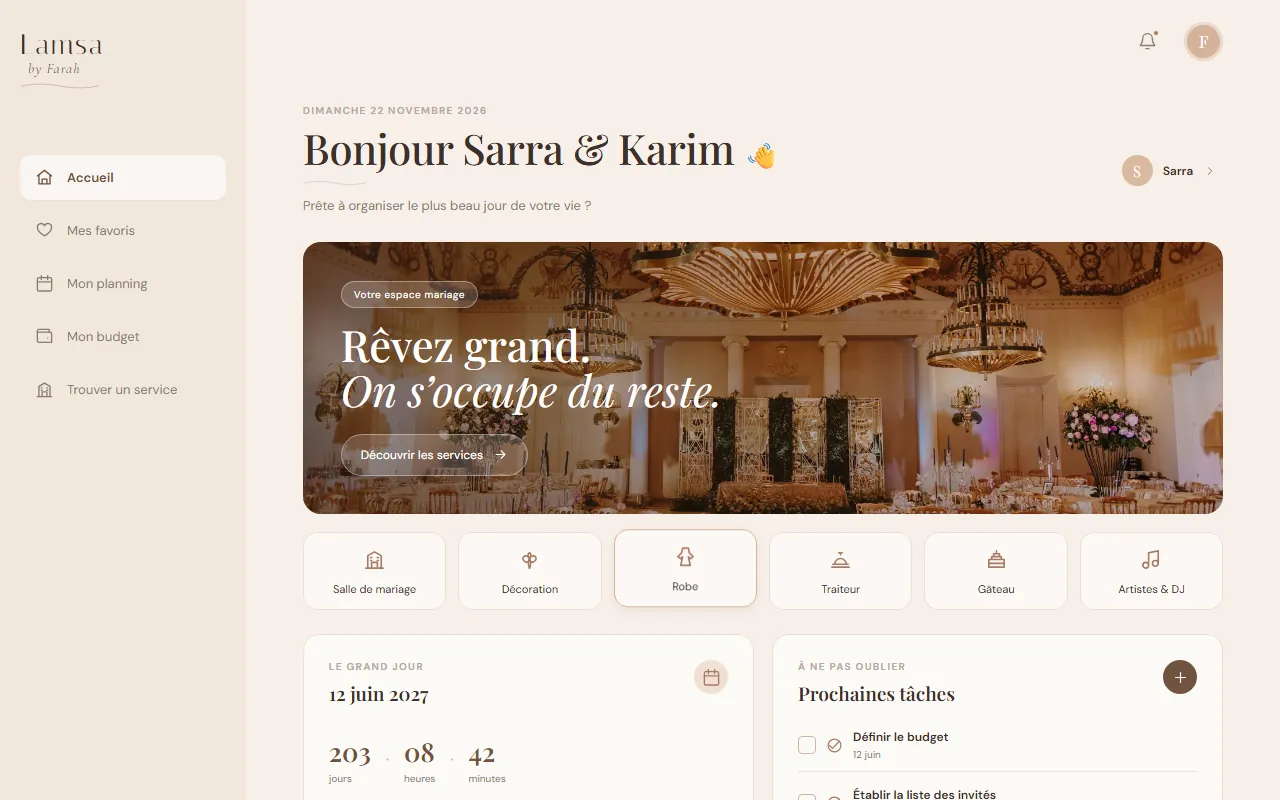 Lamsa
by Farah
F
Accueil
Mes favoris
Mon planning
Mon budget
Trouver un service
DIMANCHE 22 NOVEMBRE 2026
Bonjour Sarra & Karim 👋
Prête à organiser le plus beau jour de votre vie ?
S
Sarra
Votre espace mariage
Rêvez grand.
On s’occupe du reste.
Découvrir les services →
Salle de mariage
Décoration
Robe
Traiteur
Gâteau
Artistes & DJ
LE GRAND JOUR
12 juin 2027
203 · 08 · 42
jours heures minutes
À NE PAS OUBLIER
Prochaines tâches
Définir le budget
12 juin
Établir la liste des invités